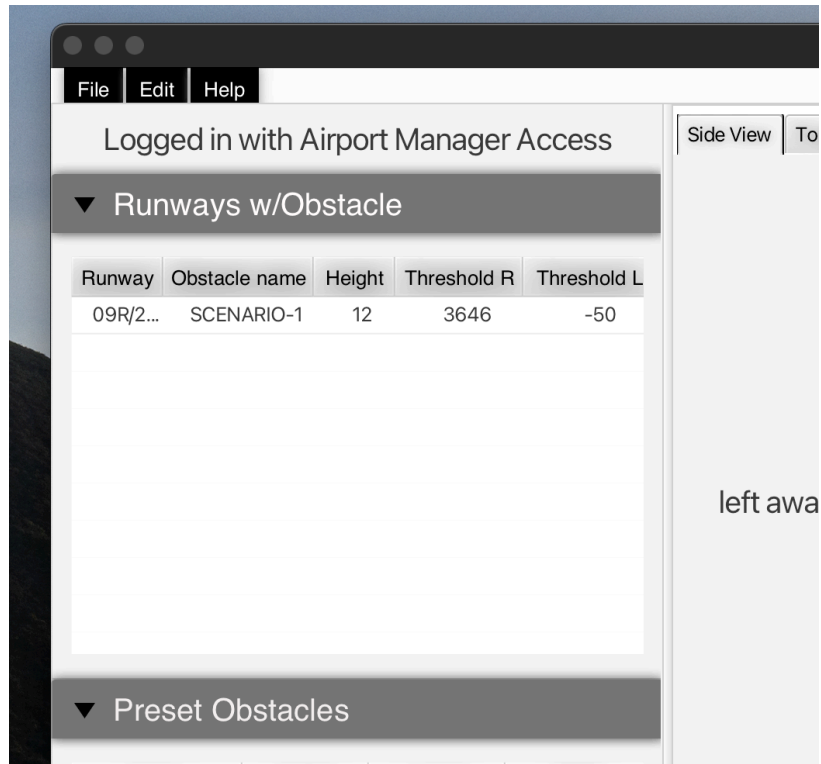 File Edit Help
Logged in with Airport Manager Access
Side View To
Runways w/Obstacle
Runway Obstacle name Height Threshold R Threshold L
09R/2... SCENARIO-1 12 3646 -50
left awa
Preset Obstacles